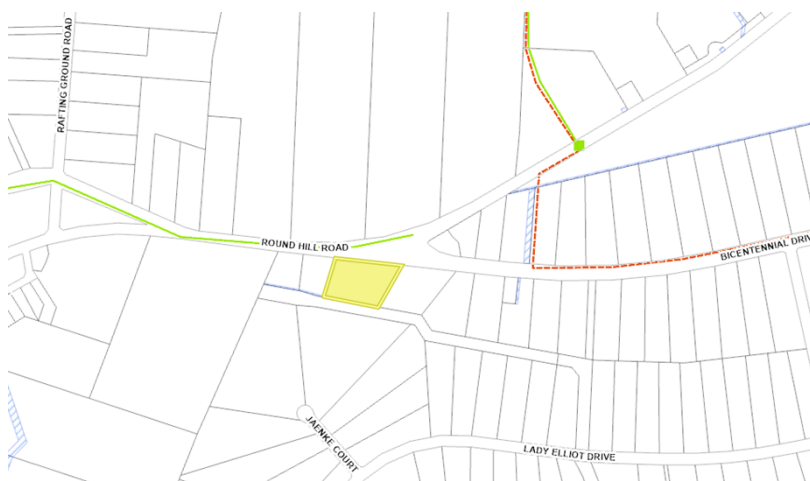 RAFTING GROUND ROAD
ROUND HILL ROAD
BICENTENNIAL DRIV
JAENKE COURT
LADY ELLIOT DRIVE